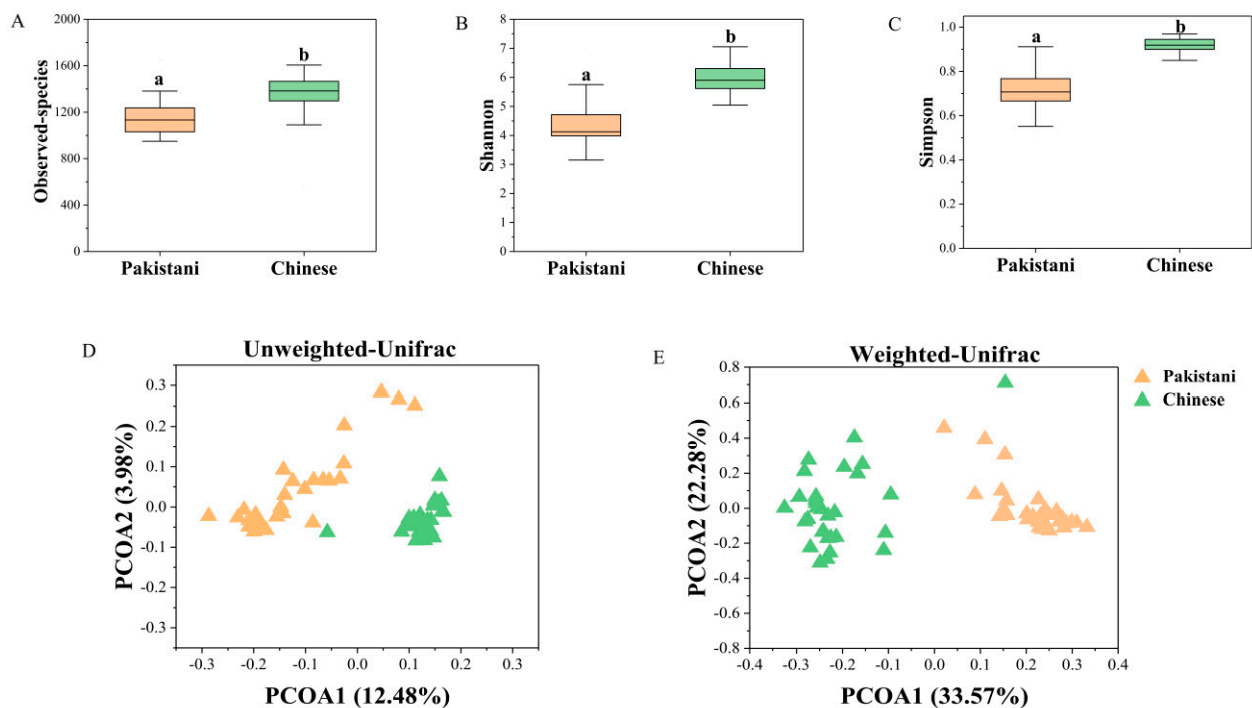 A
Observed-species
2000
1600
1200
800
400
0
a
b
Pakistani
Chinese
B
Shannon
8
7
6
5
4
3
2
1
0
a
b
Pakistani
Chinese
C
Simpson
1.0
0.8
0.6
0.4
0.2
0.0
a
b
Pakistani
Chinese
D
Unweighted-Unifrac
PCOA2 (3.98%)
0.3
0.2
0.1
0.0
-0.1
-0.2
-0.3
-0.3 -0.2 -0.1 0.0 0.1 0.2 0.3
PCOA1 (12.48%)
E
Weighted-Unifrac
PCOA2 (22.28%)
0.8
0.6
0.4
0.2
0.0
-0.2
-0.4
-0.6
-0.8
-0.4 -0.3 -0.2 -0.1 0.0 0.1 0.2 0.3 0.4
PCOA1 (33.57%)
Pakistani
Chinese